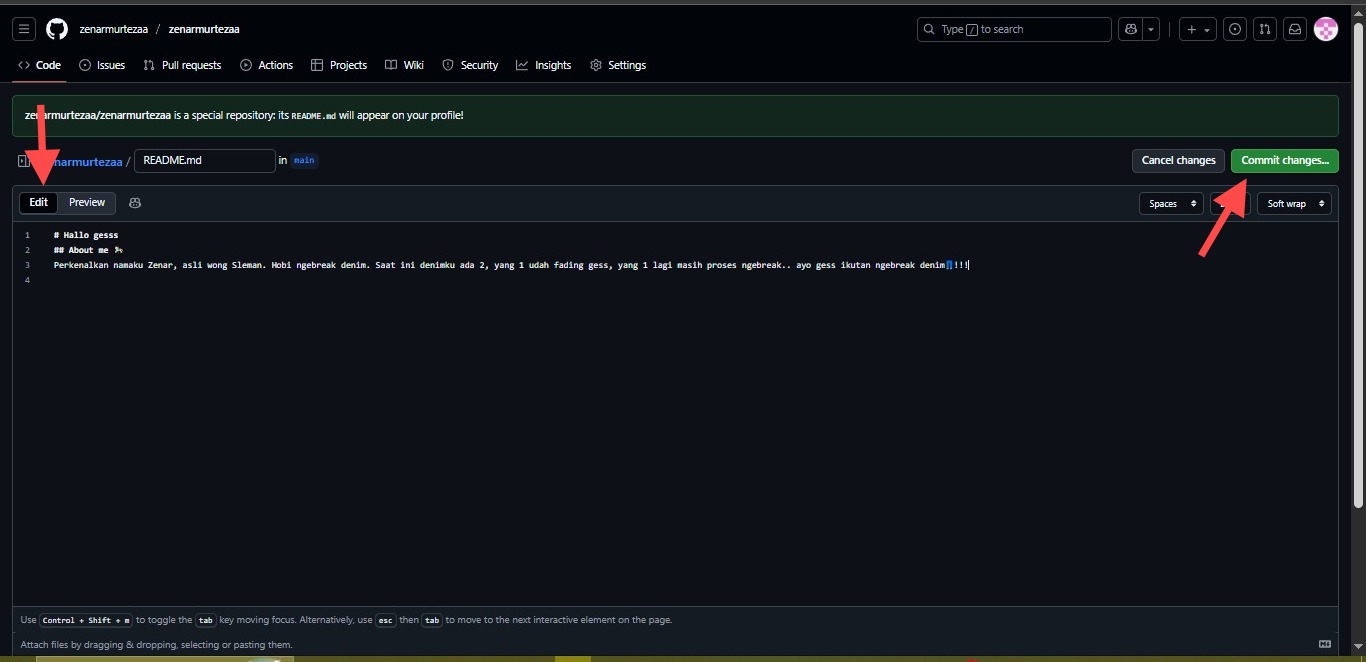 zenarmurtezaa / zenarmurtezaa
Type / to search
Code Issues Pull requests Actions Projects Wiki Security Insights Settings
zenarmurtezaa/zenarmurtezaa is a special repository: its README.md will appear on your profile!
narmurtezaa / README.md in main
Cancel changes Commit changes...
Edit Preview
Spaces Soft wrap
1 # Hallo gesss
2 ## About me
3 Perkenalkan namaku Zenar, asli wong Sleman. Hobi ngebreak denim. Saat ini denimku ada 2, yang 1 udah fading gess, yang 1 lagi masih proses ngebreak.. ayo gess ikutan ngebreak denim👖!!!
4
Use Control + Shift + m to toggle the tab key moving focus. Alternatively, use esc then tab to move to the next interactive element on the page.
Attach files by dragging & dropping, selecting or pasting them.